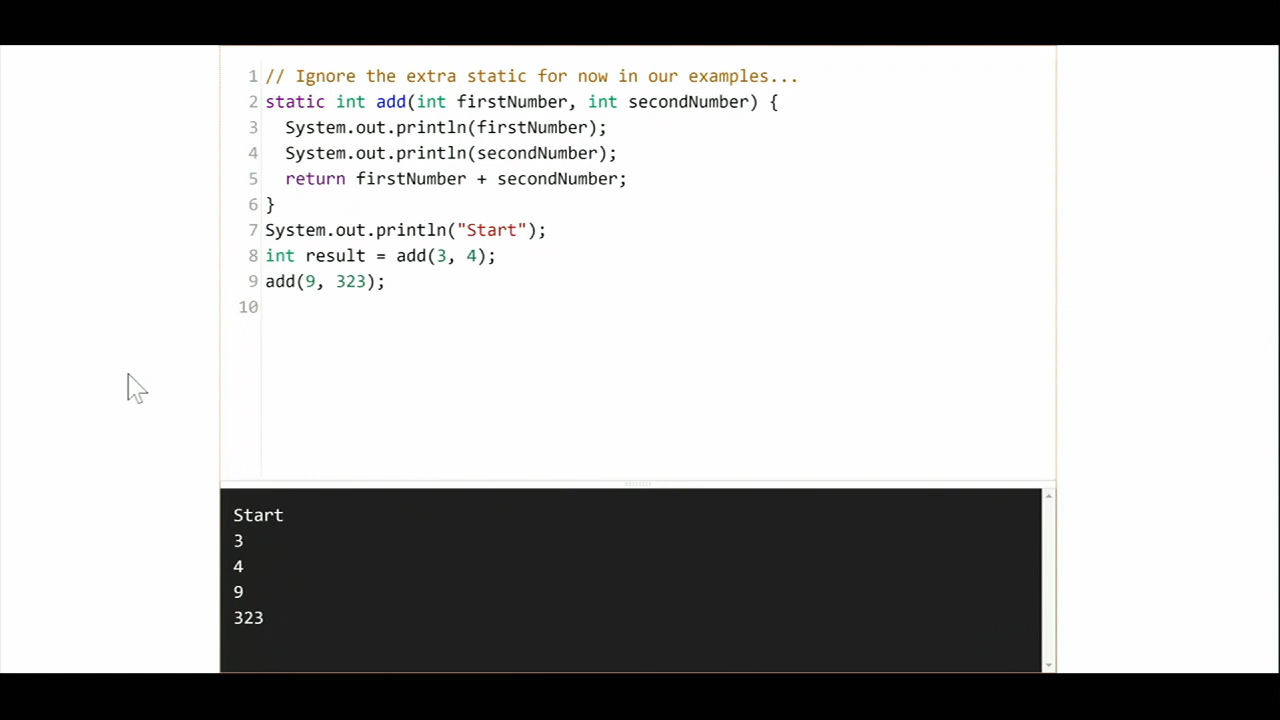 1 // Ignore the extra static for now in our examples...
2 static int add(int firstNumber, int secondNumber) {
3   System.out.println(firstNumber);
4   System.out.println(secondNumber);
5   return firstNumber + secondNumber;
6 }
7 System.out.println("Start");
8 int result = add(3, 4);
9 add(9, 323);
10
Start
3
4
9
323